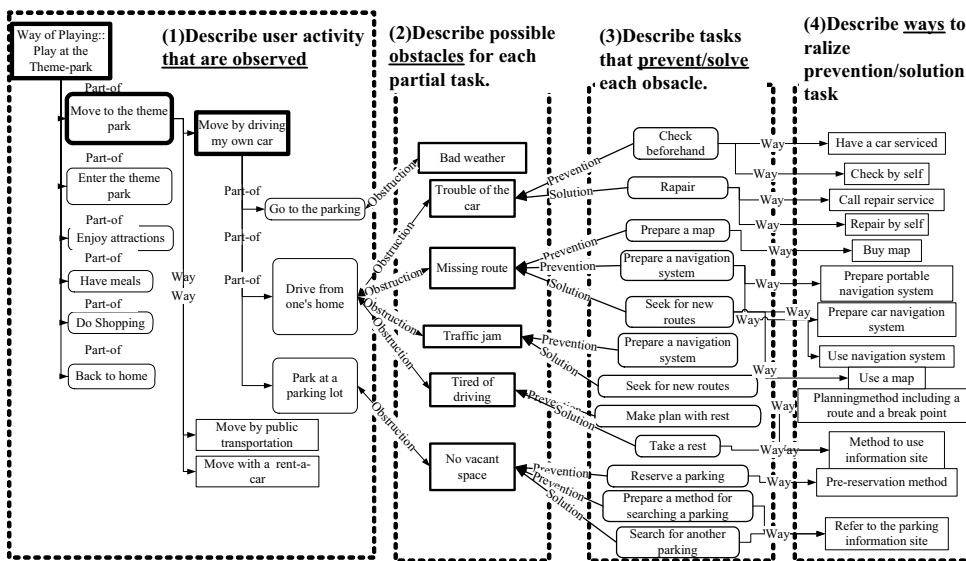 Way of Playing::
Play at the
Theme-park
(1)Describe user activity
that are observed
Part-of
Move to the theme
park
Part-of
Enter the theme
park
Part-of
Enjoy attractions
Part-of
Have meals
Part-of
Do Shopping
Part-of
Back to home
Way
Way
Move by driving
my own car
Part-of
Go to the parking
Part-of
Part-of
Drive from
one's home
Park at a
parking lot
Move by public
transportation
Move with a rent-a-
car
Obstruction
Obstruction
Obstruction
Obstruction
Obstruction
Obstruction
(2)Describe possible
obstacles for each
partial task.
Bad weather
Trouble of the
car
Missing route
Traffic jam
Tired of
driving
No vacant
space
Prevention
Solution
Prevention
Prevention
Solution
Prevention
Solution
Solution
Prevention
Prevention
Solution
(3)Describe tasks
that prevent/solve
each obsacle.
Check
beforehand
Rapair
Prepare a map
Prepare a navigation
system
Seek for new
routes
Prepare a navigation
system
Seek for new routes
Make plan with rest
Take a rest
Reserve a parking
Prepare a method for
searching a parking
Search for another
parking
Way
Way
Way
Way
Way
Way
Way
Way
Way
Way
Way
Way
Way
(4)Describe ways to
ralize
prevention/solution
task
Have a car serviced
Check by self
Call repair service
Repair by self
Buy map
Prepare portable
navigation system
Prepare car navigation
system
Use navigation system
Use a map
Planningmethod including a
route and a break point
Method to use
information site
Pre-reservation method
Refer to the parking
information site